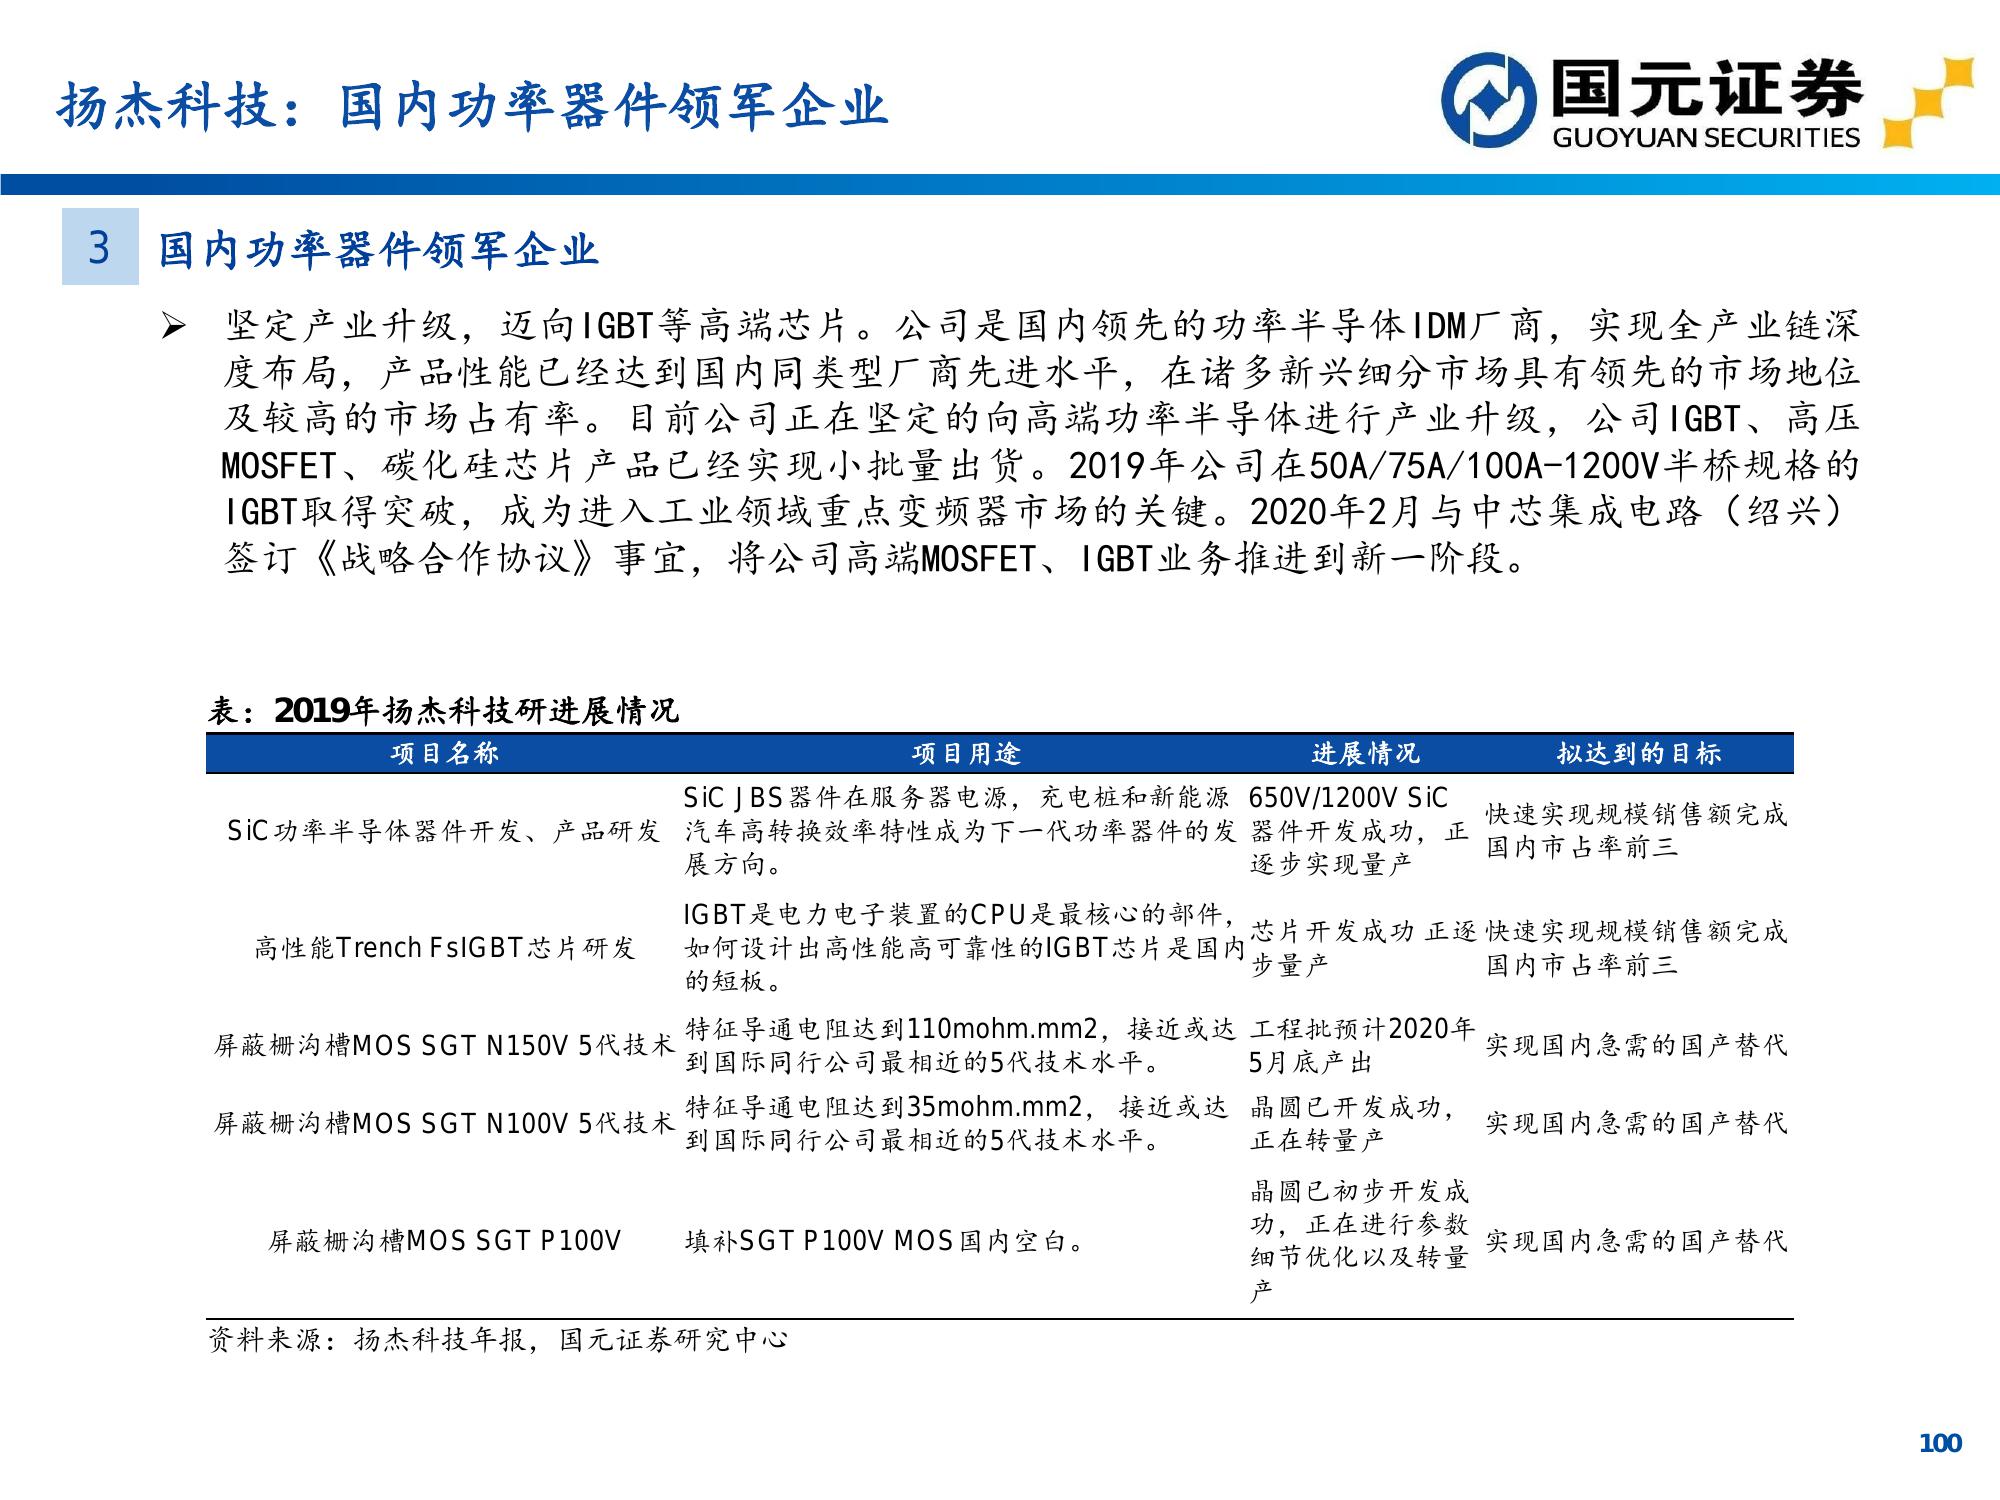 扬杰科技：国内功率器件领军企业
国元证券
GUOYUAN SECURITIES
3 国内功率器件领军企业
➢ 坚定产业升级，迈向IGBT等高端芯片。公司是国内领先的功率半导体IDM厂商，实现全产业链深
度布局，产品性能已经达到国内同类型厂商先进水平，在诸多新兴细分市场具有领先的市场地位
及较高的市场占有率。目前公司正在坚定的向高端功率半导体进行产业升级，公司IGBT、高压
MOSFET、碳化硅芯片产品已经实现小批量出货。2019年公司在50A/75A/100A-1200V半桥规格的
IGBT取得突破，成为进入工业领域重点变频器市场的关键。2020年2月与中芯集成电路（绍兴）
签订《战略合作协议》事宜，将公司高端MOSFET、IGBT业务推进到新一阶段。
表：2019年扬杰科技研进展情况
项目名称 项目用途 进展情况 拟达到的目标
SiC功率半导体器件开发、产品研发
SiC JBS器件在服务器电源，充电桩和新能源
汽车高转换效率特性成为下一代功率器件的发
展方向。
650V/1200V SiC
器件开发成功，正
逐步实现量产
快速实现规模销售额完成
国内市占率前三
高性能Trench FsIGBT芯片研发
IGBT是电力电子装置的CPU是最核心的部件，
如何设计出高性能高可靠性的IGBT芯片是国内
的短板。
芯片开发成功 正逐
步量产
快速实现规模销售额完成
国内市占率前三
屏蔽栅沟槽MOS SGT N150V 5代技术
特征导通电阻达到110mohm.mm2，接近或达
到国际同行公司最相近的5代技术水平。
工程批预计2020年
5月底产出
实现国内急需的国产替代
屏蔽栅沟槽MOS SGT N100V 5代技术
特征导通电阻达到35mohm.mm2， 接近或达
到国际同行公司最相近的5代技术水平。
晶圆已开发成功，
正在转量产
实现国内急需的国产替代
屏蔽栅沟槽MOS SGT P100V
填补SGT P100V MOS国内空白。
晶圆已初步开发成
功，正在进行参数
细节优化以及转量
产
实现国内急需的国产替代
资料来源：扬杰科技年报，国元证券研究中心
100